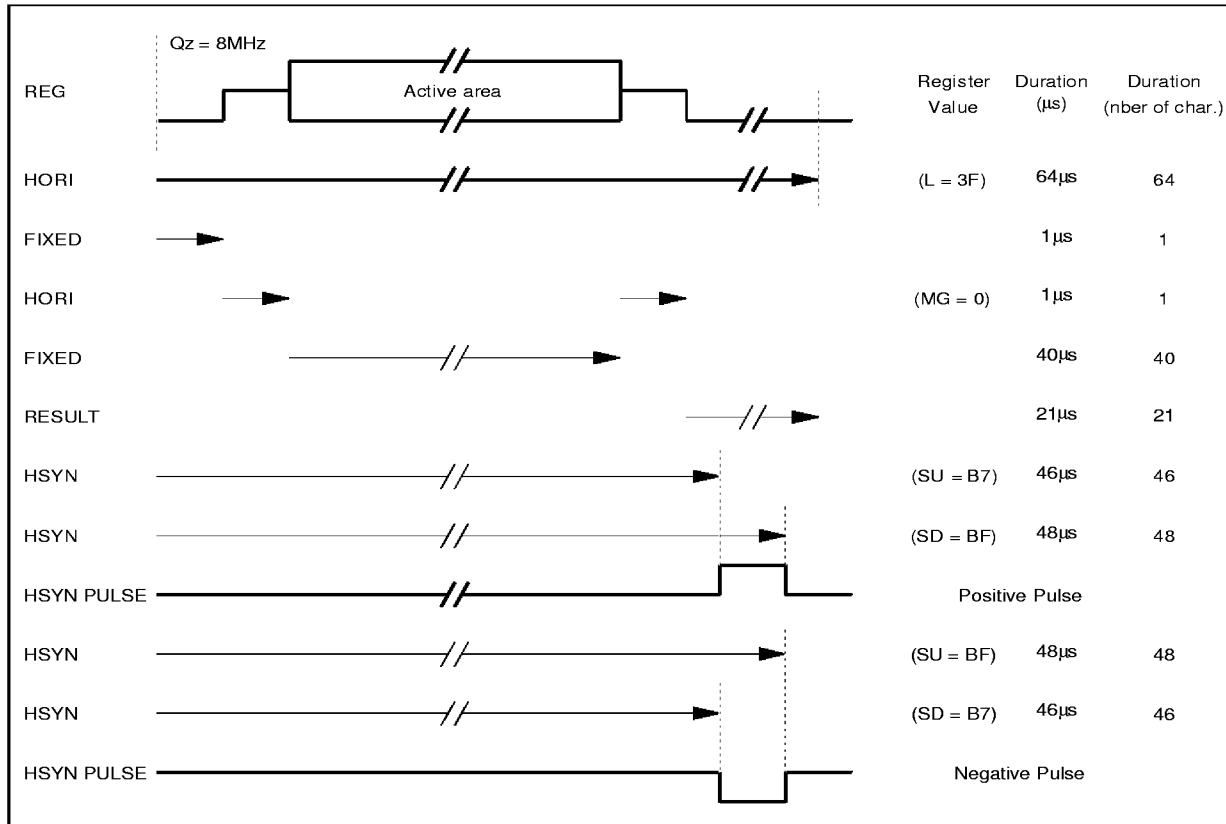 Qz = 8MHz
REG Active area Register Value Duration (µs) Duration (nber of char.)
HORI (L = 3F) 64µs 64
FIXED 1µs 1
HORI (MG = 0) 1µs 1
FIXED 40µs 40
RESULT 21µs 21
HSYN (SU = B7) 46µs 46
HSYN (SD = BF) 48µs 48
HSYN PULSE Positive Pulse
HSYN (SU = BF) 48µs 48
HSYN (SD = B7) 46µs 46
HSYN PULSE Negative Pulse